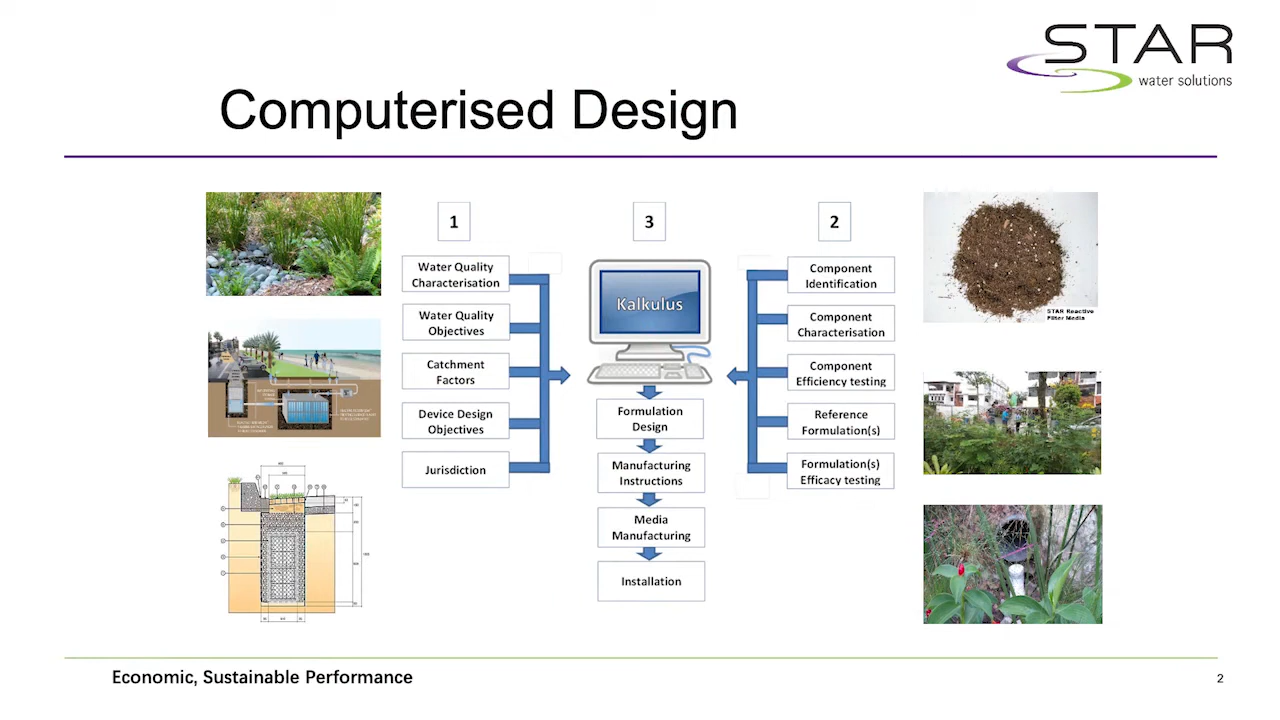 STAR
water solutions
Computerised Design
1
Water Quality
Characterisation
Water Quality
Objectives
Catchment
Factors
Device Design
Objectives
Jurisdiction
3
Kalkulus
Formulation
Design
Manufacturing
Instructions
Media
Manufacturing
Installation
2
Component
Identification
Component
Characterisation
Component
Efficiency testing
Reference
Formulation(s)
Formulation(s)
Efficacy testing
STAR Reactive
Filter Media
Economic, Sustainable Performance
2